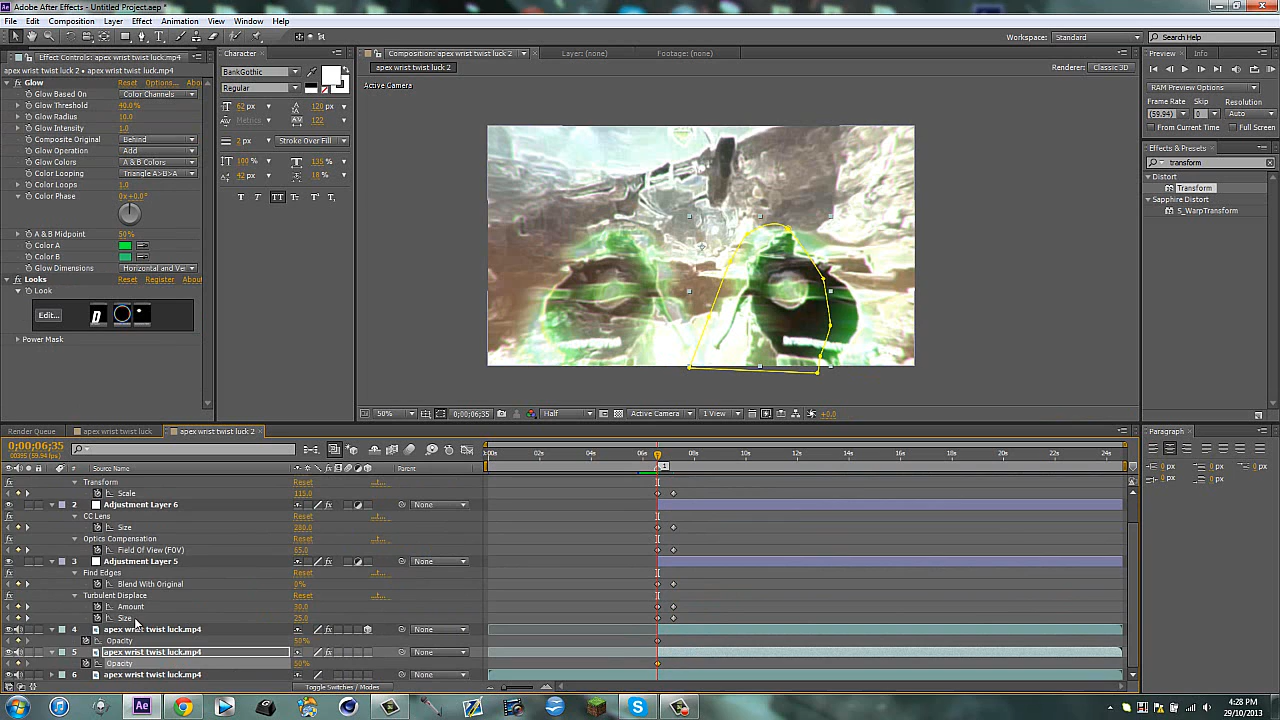 Adobe After Effects - Untitled Project.aep *
File Edit Composition Layer Effect Animation Television View Window Help
Workspace: Standard Search Help
Effect Controls: apex wrist twist luck.mp4
apex wrist twist luck 2 • apex wrist twist luck.mp4
Glow Reset Options... Abou
Glow Based On Color Channels
Glow Threshold 40.0%
Glow Radius 10.0
Glow Intensity 1.0
Composite Original Behind
Glow Operation Add
Glow Colors A & B Colors
Color Looping Triangle A>B>A
Color Loops 1.0
Color Phase 0x+0.0°
A & B Midpoint 50%
Color A
Color B
Glow Dimensions Horizontal and Ver
Looks Reset Register Abou
Look
Edit...
Power Mask
Character
BankGothic
Regular
62 px 120 px
Metrics 122
2 px Stroke Over Fill
100 % 135 %
42 px 18 %
T T TT Tt T¹ T₁
Composition: apex wrist twist luck 2 Layer: (none) Footage: (none)
apex wrist twist luck 2 Renderer: Classic 3D
Active Camera
50% 0;00;06;35 Half Active Camera 1 View +0.0
Preview Info
RAM Preview Options
Frame Rate Skip Resolution
(59.94) 0 Auto
From Current Time Full Screen
Effects & Presets
transform
Distort
Transform
Sapphire Distort
S_WarpTransform
Render Queue apex wrist twist luck apex wrist twist luck 2
0;00;06;35
00395 (59.94 fps)
:00s 02s 04s 06s 08s 10s 12s 14s 16s 18s 20s 22s 24s
# Source Name Parent
1
Transform Reset
Scale 115.0
2 Adjustment Layer 6 None
CC Lens Reset
Size 280.0
Optics Compensation Reset
Field Of View (FOV) 65.0
3 Adjustment Layer 5 None
Find Edges Reset
Blend With Original 0%
Turbulent Displace Reset
Amount 30.0
Size 25.0
4 apex wrist twist luck.mp4 None
Opacity 50%
5 apex wrist twist luck.mp4 None
Opacity 50%
6 apex wrist twist luck.mp4 None
Toggle Switches / Modes
Paragraph
0 px 0 px 0 px
0 px 0 px
4:28 PM
29/10/2013